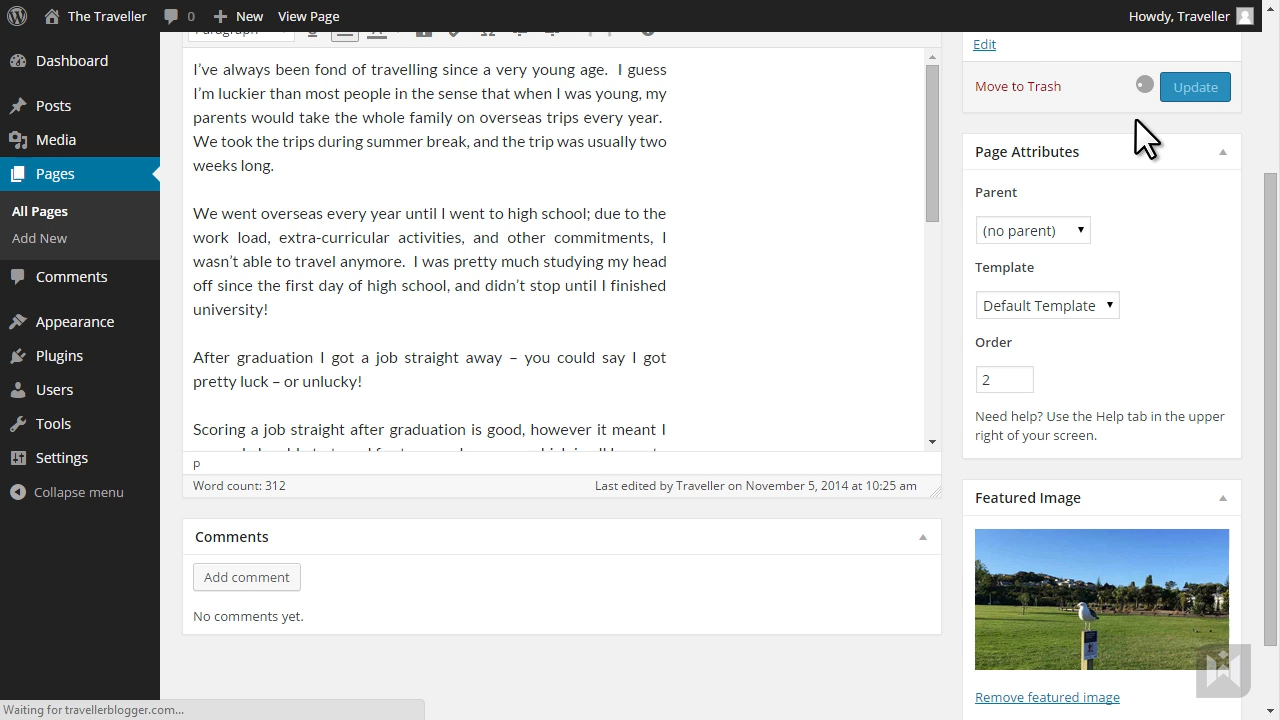 The Traveller
0
New
View Page
Howdy, Traveller
Dashboard
Posts
Media
Pages
All Pages
Add New
Comments
Appearance
Plugins
Users
Tools
Settings
Collapse menu
Paragraph
I've always been fond of travelling since a very young age. I guess
I'm luckier than most people in the sense that when I was young, my
parents would take the whole family on overseas trips every year.
We took the trips during summer break, and the trip was usually two
weeks long.
We went overseas every year until I went to high school; due to the
work load, extra-curricular activities, and other commitments, I
wasn't able to travel anymore. I was pretty much studying my head
off since the first day of high school, and didn't stop until I finished
university!
After graduation I got a job straight away – you could say I got
pretty luck – or unlucky!
Scoring a job straight after graduation is good, however it meant I
p
Word count: 312
Last edited by Traveller on November 5, 2014 at 10:25 am
Comments
Add comment
No comments yet.
Edit
Move to Trash
Update
Page Attributes
Parent
(no parent)
Template
Default Template
Order
2
Need help? Use the Help tab in the upper
right of your screen.
Featured Image
Remove featured image
Waiting for travellerblogger.com...